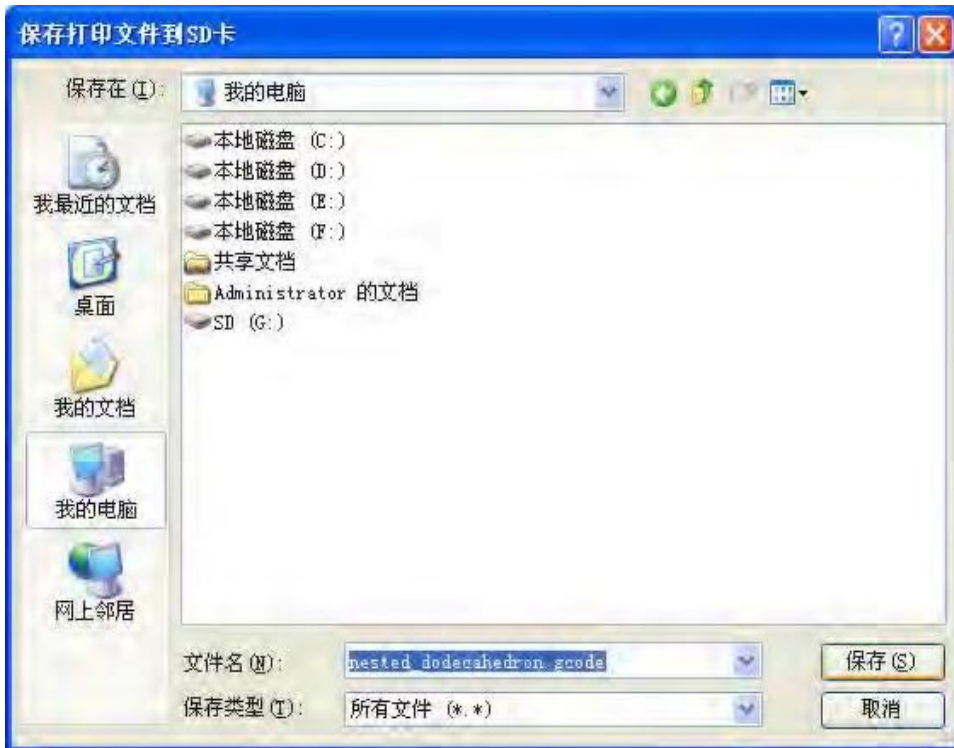 保存打印文件到SD卡
保存在(I):
我的电脑
本地磁盘 (C:)
本地磁盘 (D:)
本地磁盘 (E:)
本地磁盘 (F:)
共享文档
Administrator 的文档
SD (G:)
我最近的文档
桌面
我的文档
我的电脑
网上邻居
文件名(N):
nested_dodecahedron_gcode
保存(S)
保存类型(T):
所有文件 (*.*)
取消